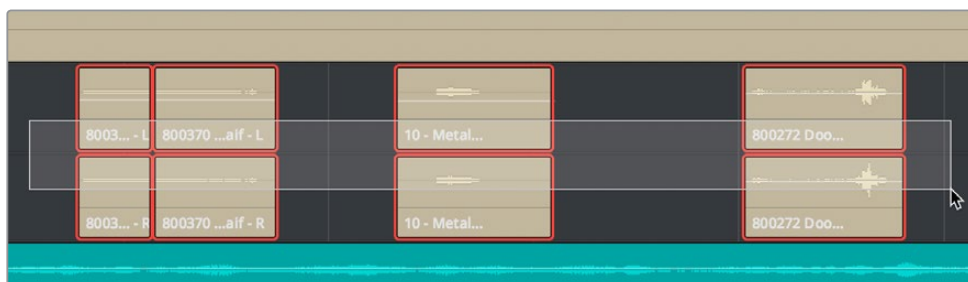 8003... - L
800370 ...aif - L
10 - Metal...
800272 Doo...
8003... - R
800370 ...aif - R
10 - Metal...
800272 Doo...